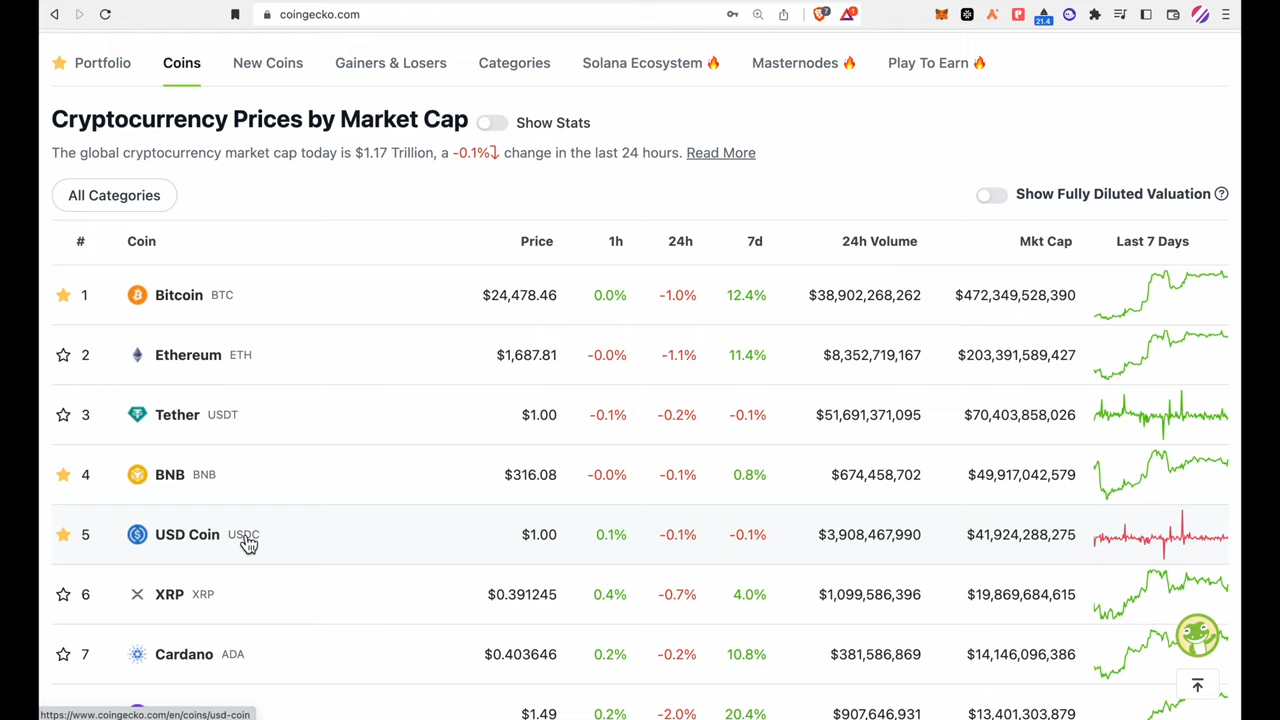 coingecko.com
7
1
21.4
Portfolio Coins New Coins Gainers & Losers Categories Solana Ecosystem Masternodes Play To Earn
Cryptocurrency Prices by Market Cap Show Stats
The global cryptocurrency market cap today is $1.17 Trillion, a -0.1% change in the last 24 hours. Read More
All Categories Show Fully Diluted Valuation ?
# Coin Price 1h 24h 7d 24h Volume Mkt Cap Last 7 Days
1 Bitcoin BTC $24,478.46 0.0% -1.0% 12.4% $38,902,268,262 $472,349,528,390
2 Ethereum ETH $1,687.81 -0.0% -1.1% 11.4% $8,352,719,167 $203,391,589,427
3 Tether USDT $1.00 -0.1% -0.2% -0.1% $51,691,371,095 $70,403,858,026
4 BNB BNB $316.08 -0.0% -0.1% 0.8% $674,458,702 $49,917,042,579
5 USD Coin USDC $1.00 0.1% -0.1% -0.1% $3,908,467,990 $41,924,288,275
6 XRP XRP $0.391245 0.4% -0.7% 4.0% $1,099,586,396 $19,869,684,615
7 Cardano ADA $0.403646 0.2% -0.2% 10.8% $381,586,869 $14,146,096,386
$1.49 0.2% -2.0% 20.4% $907,646,931 $13,401,303,879
https://www.coingecko.com/en/coins/usd-coin